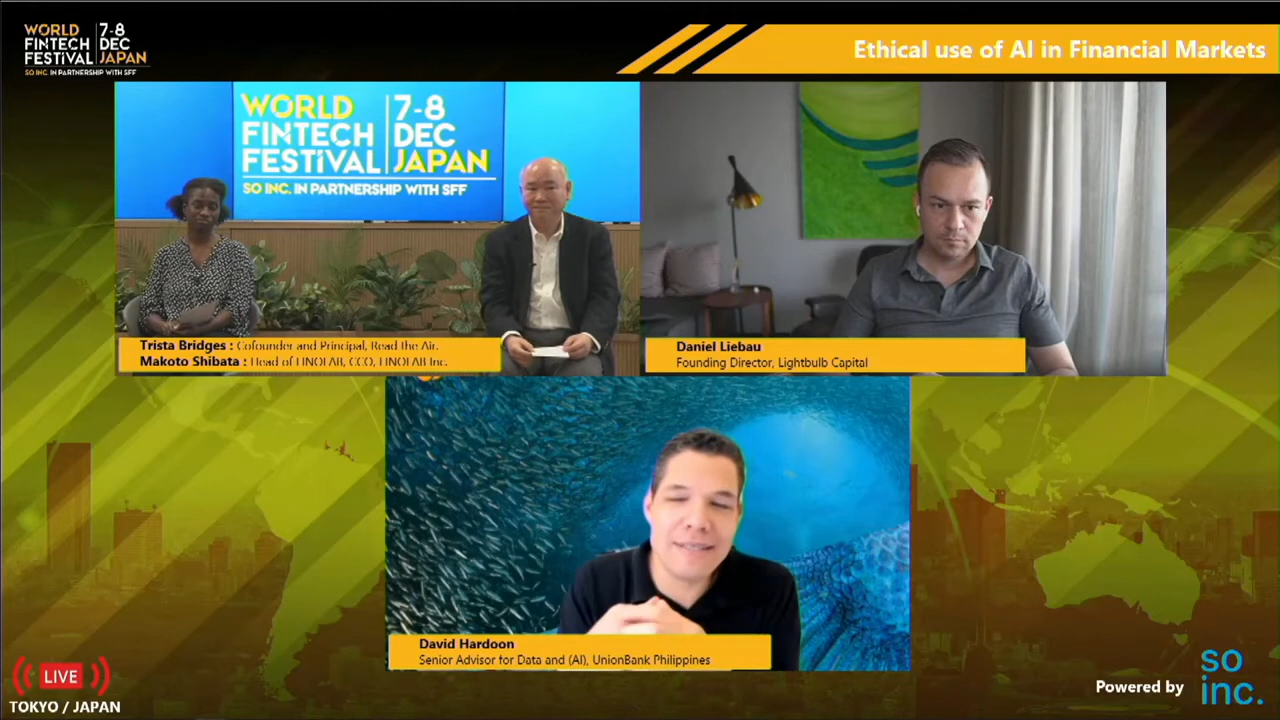 WORLD
FINTECH
FESTIVAL
7-8
DEC
JAPAN
SO INC. IN PARTNERSHIP WITH SFF
Ethical use of AI in Financial Markets
WORLD
FINTECH
FESTIVAL
7-8
DEC
JAPAN
SO INC. IN PARTNERSHIP WITH SFF
Trista Bridges : Cofounder and Principal, Read the Air.
Makoto Shibata : Head of FINOLAB, CCO, FINOLAB Inc.
Daniel Liebau
Founding Director, Lightbulb Capital
David Hardoon
Senior Advisor for Data and (AI), UnionBank Philippines
LIVE
TOKYO / JAPAN
Powered by
so
inc.